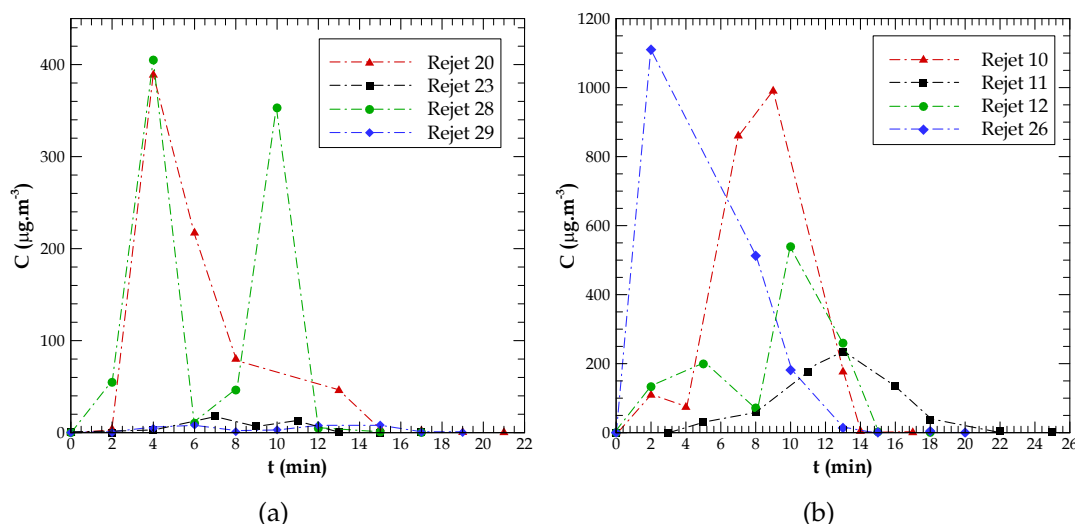 400
300
200
100
0
C (µg.m⁻³)
0 2 4 6 8 10 12 14 16 18 20 22
t (min)
Rejet 20
Rejet 23
Rejet 28
Rejet 29
(a)
1200
1000
800
600
400
200
0
C (µg.m⁻³)
0 2 4 6 8 10 12 14 16 18 20 22 24 26
t (min)
Rejet 10
Rejet 11
Rejet 12
Rejet 26
(b)